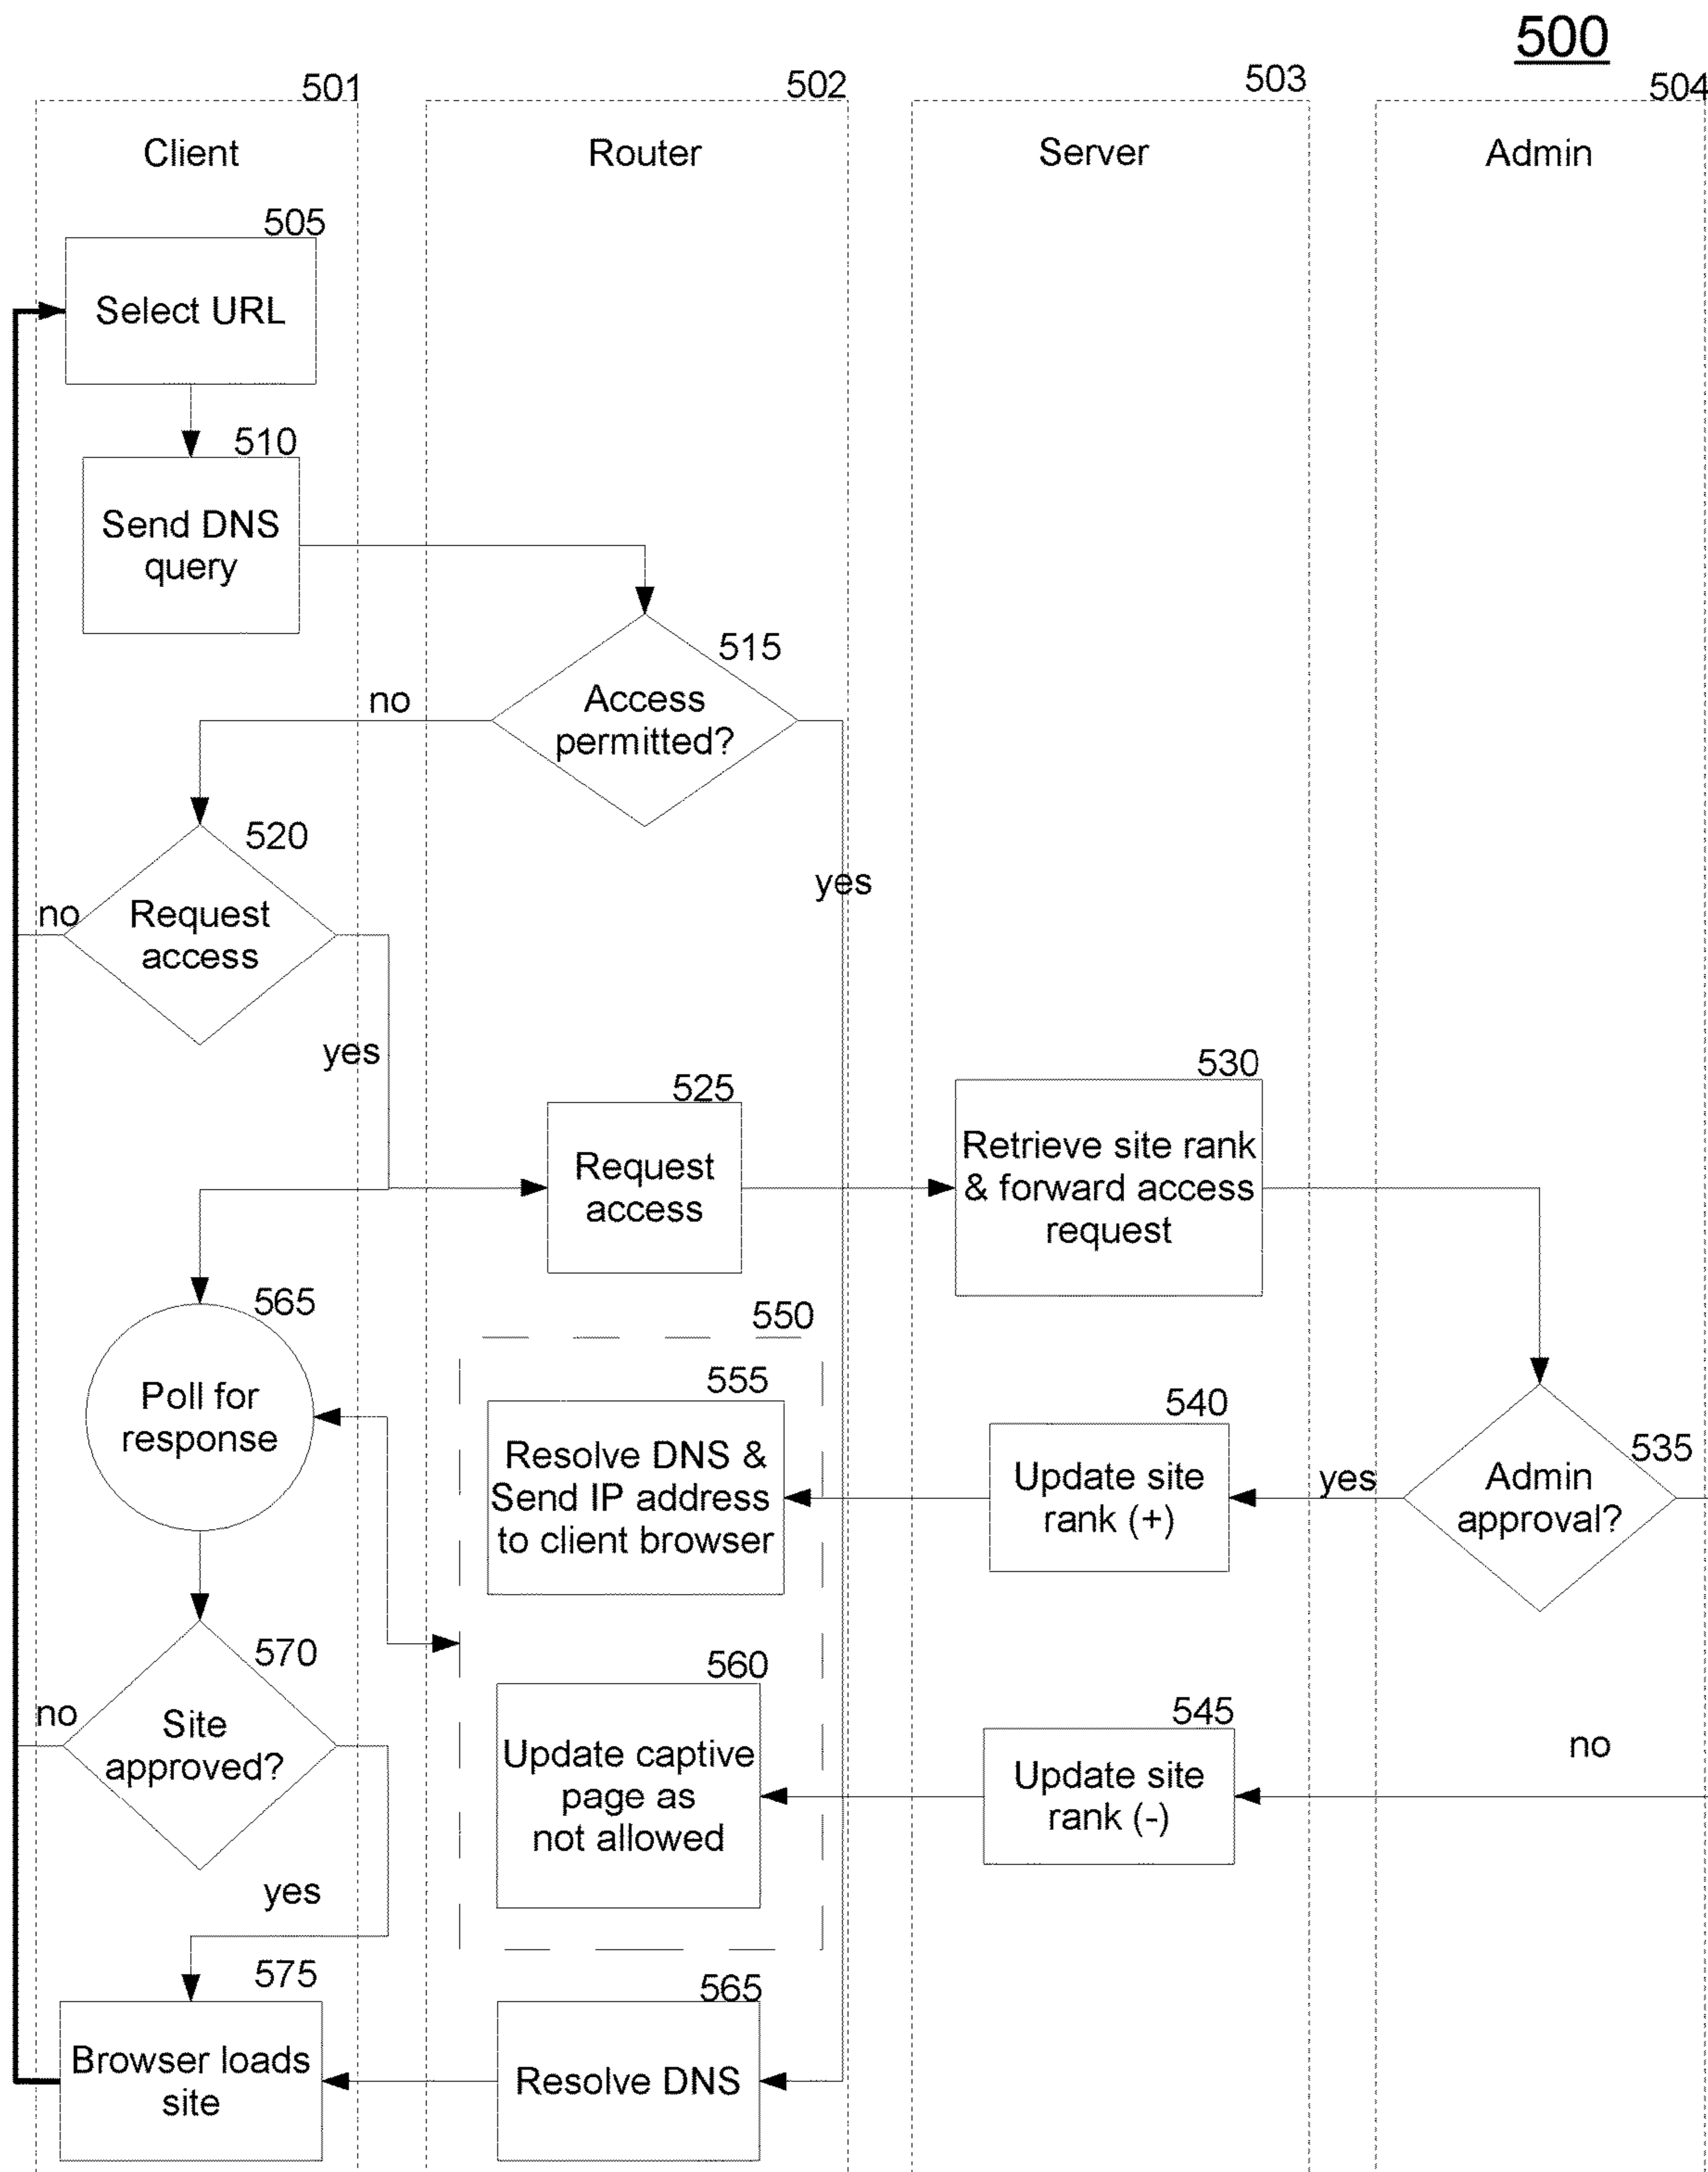 500
501
502
503
504
Client
Router
Server
Admin
505
Select URL
510
Send DNS
query
515
Access
permitted?
no
yes
520
Request
access
no
yes
525
Request
access
530
Retrieve site rank
& forward access
request
535
Admin
approval?
yes
no
540
Update site
rank (+)
545
Update site
rank (-)
550
555
Resolve DNS &
Send IP address
to client browser
560
Update captive
page as
not allowed
565
Poll for
response
570
Site
approved?
no
yes
575
Browser loads
site
565
Resolve DNS